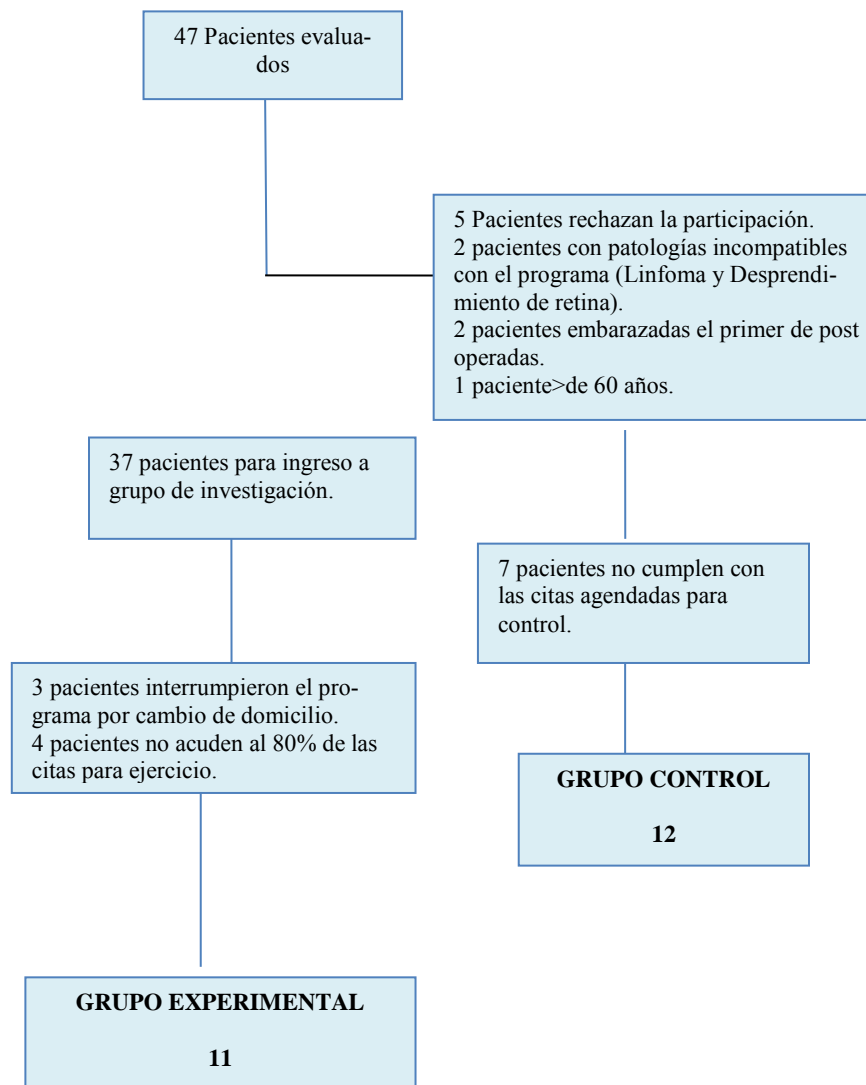 47 Pacientes evalua-
dos
5 Pacientes rechazan la participación.
2 pacientes con patologías incompatibles
con el programa (Linfoma y Desprendi-
miento de retina).
2 pacientes embarazadas el primer de post
operadas.
1 paciente>de 60 años.
37 pacientes para ingreso a
grupo de investigación.
7 pacientes no cumplen con
las citas agendadas para
control.
3 pacientes interrumpieron el pro-
grama por cambio de domicilio.
4 pacientes no acuden al 80% de las
citas para ejercicio.
GRUPO CONTROL
12
GRUPO EXPERIMENTAL
11